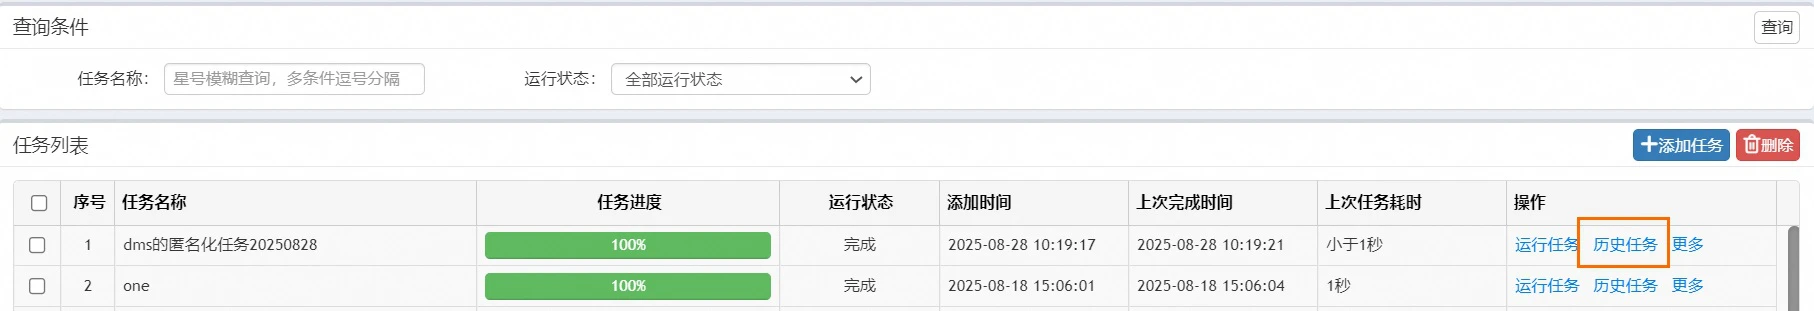 查询条件 查询
任务名称： 星号模糊查询，多条件逗号分隔 运行状态： 全部运行状态
任务列表 添加任务 删除
序号 任务名称 任务进度 运行状态 添加时间 上次完成时间 上次任务耗时 操作
1 dms的匿名化任务20250828 100% 完成 2025-08-28 10:19:17 2025-08-28 10:19:21 小于1秒 运行任务 历史任务 更多
2 one 100% 完成 2025-08-18 15:06:01 2025-08-18 15:06:04 1秒 运行任务 历史任务 更多